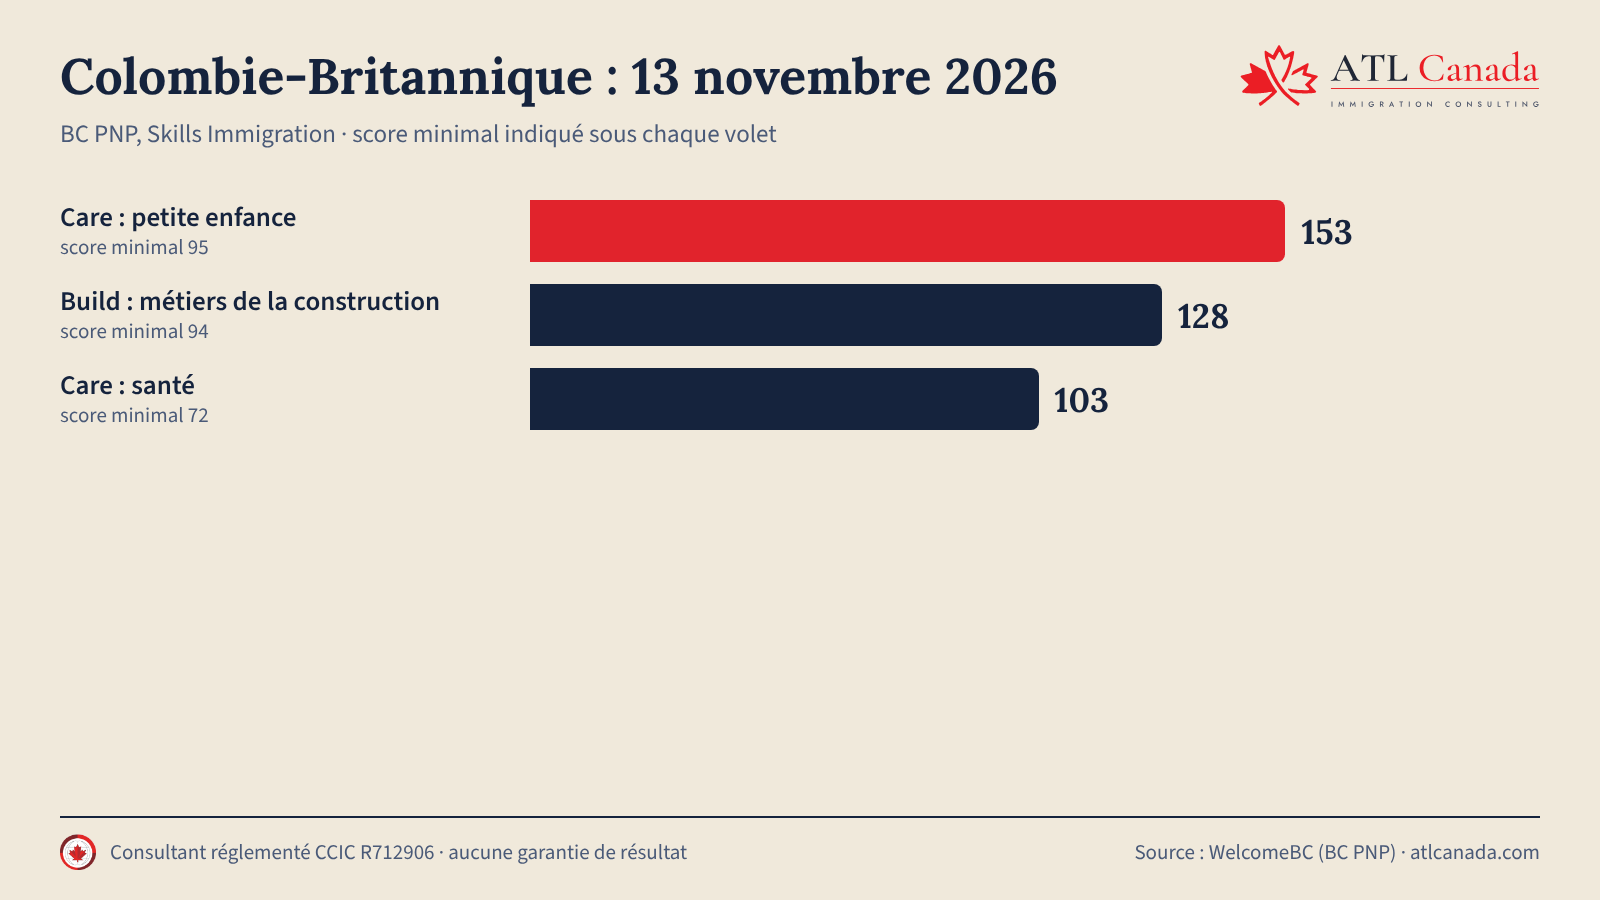 Colombie-Britannique : 13 novembre 2026
ATL Canada
IMMIGRATION CONSULTING
BC PNP, Skills Immigration · score minimal indiqué sous chaque volet
Care : petite enfance
score minimal 95
153
Build : métiers de la construction
score minimal 94
128
Care : santé
score minimal 72
103
Consultant réglementé CCIC R712906 · aucune garantie de résultat
Source : WelcomeBC (BC PNP) · atlcanada.com